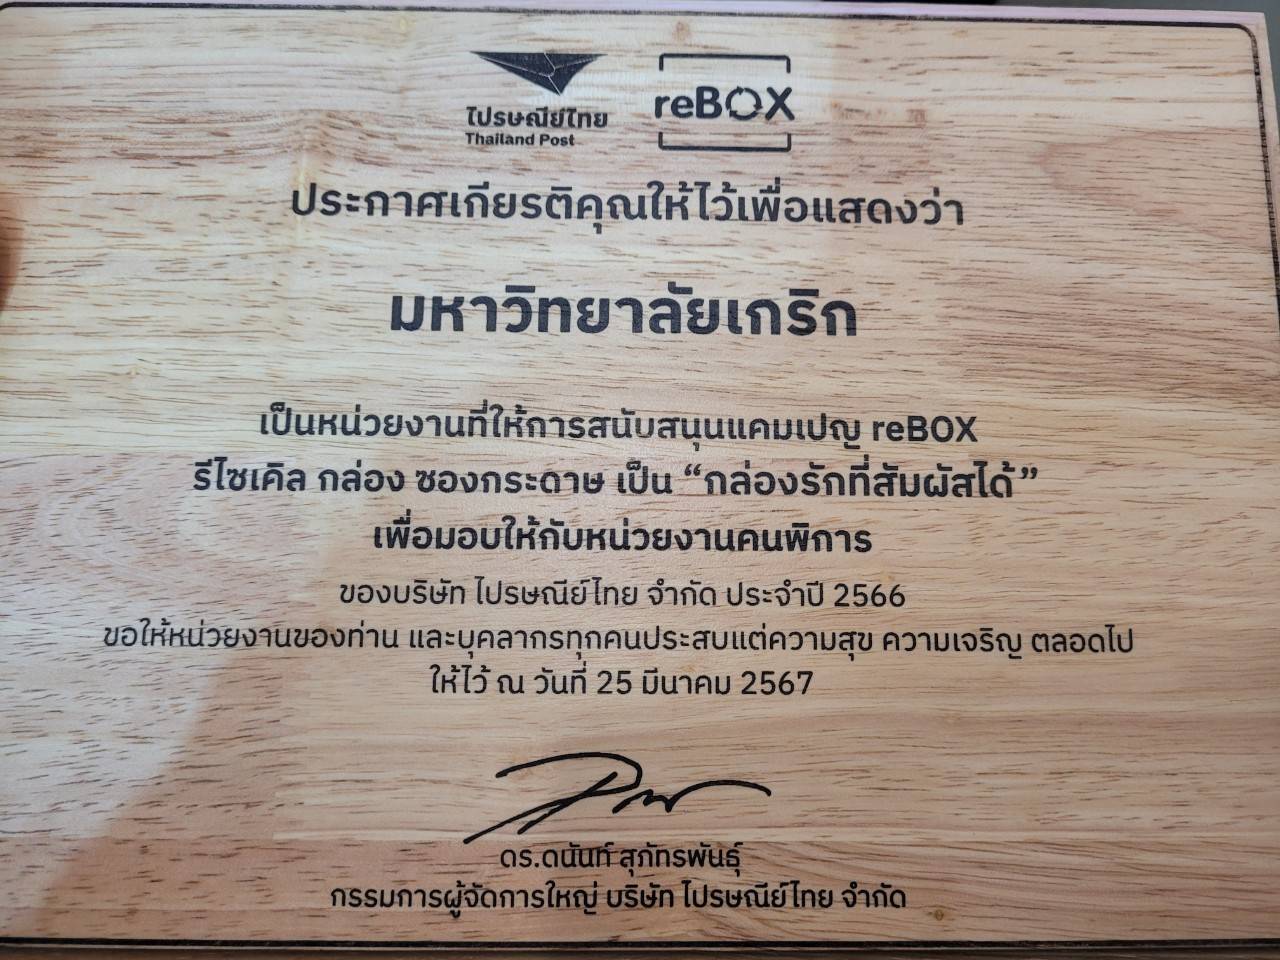 ไปรษณีย์ไทย
Thailand Post
reBOX
ประกาศเกียรติคุณให้ไว้เพื่อแสดงว่า
มหาวิทยาลัยเกริก
เป็นหน่วยงานที่ให้การสนับสนุนแคมเปญ reBOX
รีไซเคิล กล่อง ซองกระดาษ เป็น “กล่องรักที่สัมผัสได้”
เพื่อมอบให้กับหน่วยงานคนพิการ
ของบริษัท ไปรษณีย์ไทย จำกัด ประจำปี 2566
ขอให้หน่วยงานของท่าน และบุคลากรทุกคนประสบแต่ความสุข ความเจริญ ตลอดไป
ให้ไว้ ณ วันที่ 25 มีนาคม 2567
ดร.ดนันท์ สุภัทรพันธุ์
กรรมการผู้จัดการใหญ่ บริษัท ไปรษณีย์ไทย จำกัด